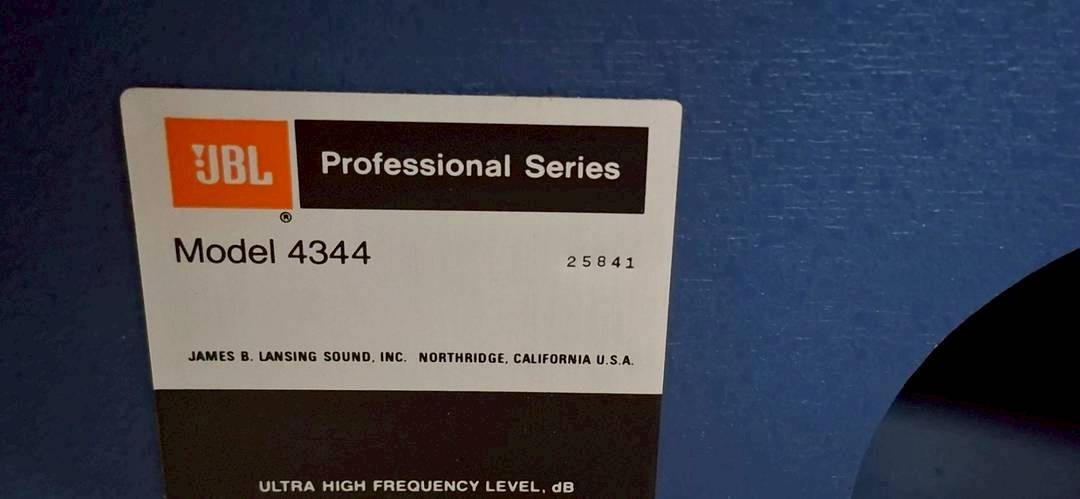 JBL Professional Series
®
Model 4344 25841
JAMES B. LANSING SOUND, INC. NORTHRIDGE, CALIFORNIA U.S.A.
ULTRA HIGH FREQUENCY LEVEL, dB